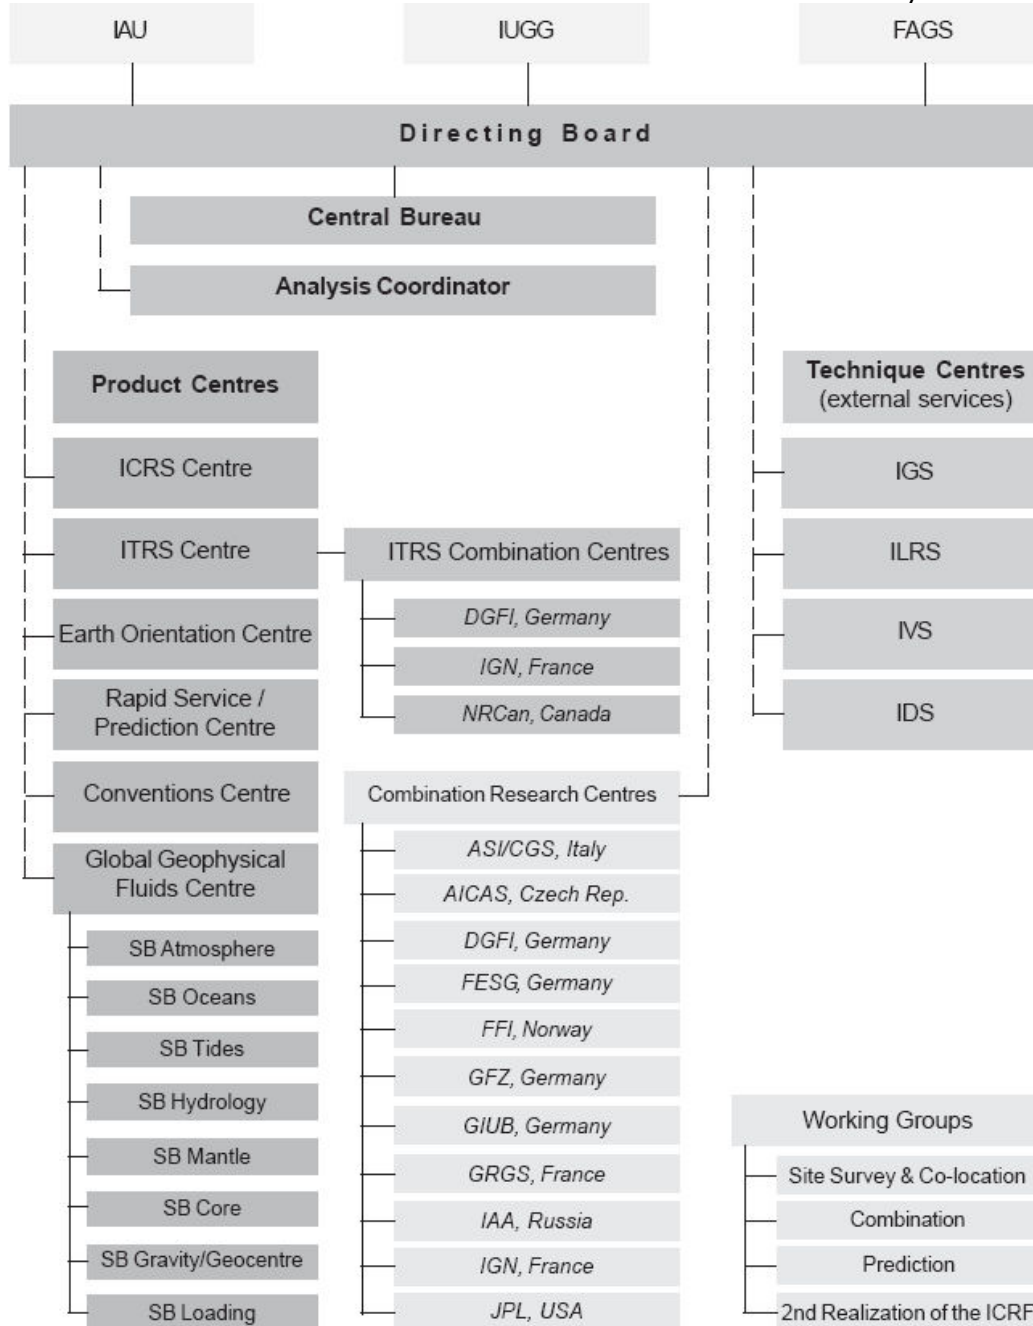 IAU
IUGG
FAGS
Directing Board
Central Bureau
Analysis Coordinator
Product Centres
ICRS Centre
ITRS Centre
Earth Orientation Centre
Rapid Service /
Prediction Centre
Conventions Centre
Global Geophysical
Fluids Centre
SB Atmosphere
SB Oceans
SB Tides
SB Hydrology
SB Mantle
SB Core
SB Gravity/Geocentre
SB Loading
ITRS Combination Centres
DGFI, Germany
IGN, France
NRCan, Canada
Combination Research Centres
ASI/CGS, Italy
AICAS, Czech Rep.
DGFI, Germany
FESG, Germany
FFI, Norway
GFZ, Germany
GIUB, Germany
GRGS, France
IAA, Russia
IGN, France
JPL, USA
Technique Centres
(external services)
IGS
ILRS
IVS
IDS
Working Groups
Site Survey & Co-location
Combination
Prediction
2nd Realization of the ICRF